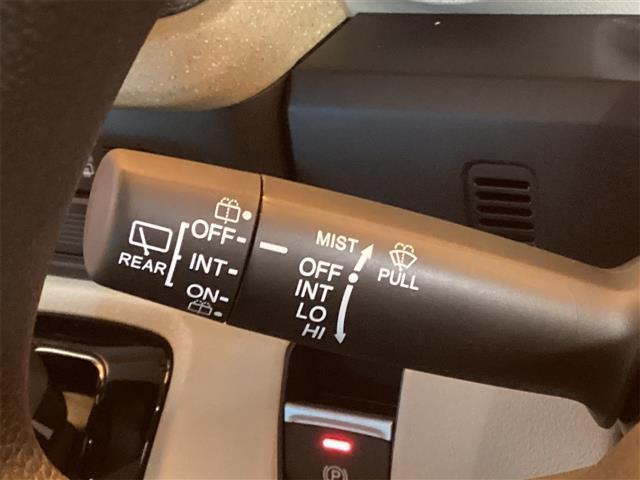 REAR
OFF
INT
ON
MIST
OFF
INT
LO
HI
PULL
P